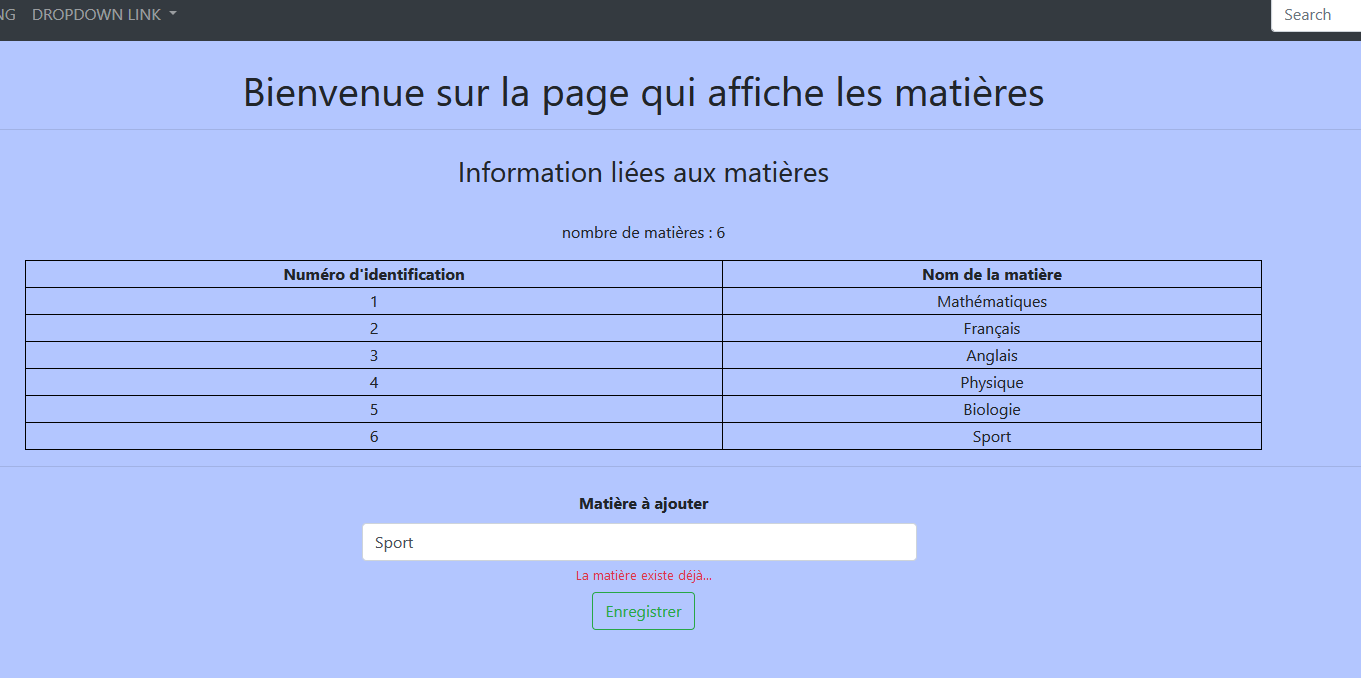 NG DROPDOWN LINK Search
Bienvenue sur la page qui affiche les matières
Information liées aux matières
nombre de matières : 6
Numéro d'identification Nom de la matière
1 Mathématiques
2 Français
3 Anglais
4 Physique
5 Biologie
6 Sport
Matière à ajouter
Sport
La matière existe déjà...
Enregistrer